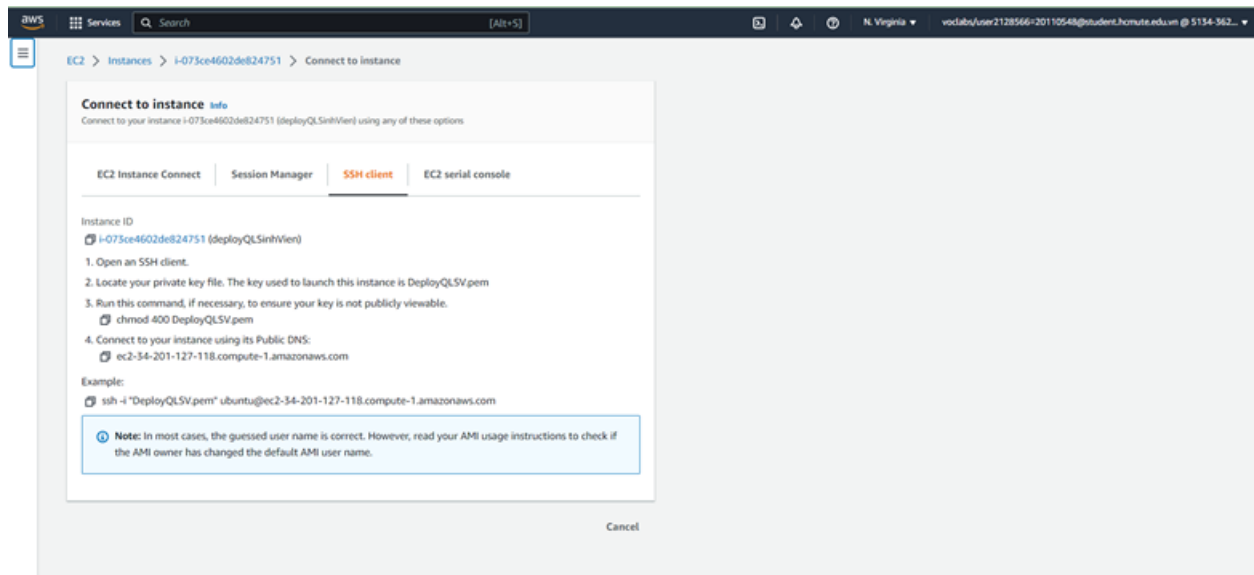 aws Services Search [Alt+S] N. Virginia voclabs/user2128566=20110548@student.hcmute.edu.vn @ 5134-362...
EC2 > Instances > i-073ce4602de824751 > Connect to instance
Connect to instance Info
Connect to your instance i-073ce4602de824751 (deployQLSinhVien) using any of these options
EC2 Instance Connect Session Manager SSH client EC2 serial console
Instance ID
i-073ce4602de824751 (deployQLSinhVien)
1. Open an SSH client.
2. Locate your private key file. The key used to launch this instance is DeployQLSV.pem
3. Run this command, if necessary, to ensure your key is not publicly viewable.
chmod 400 DeployQLSV.pem
4. Connect to your instance using its Public DNS:
ec2-34-201-127-118.compute-1.amazonaws.com
Example:
ssh -i "DeployQLSV.pem" ubuntu@ec2-34-201-127-118.compute-1.amazonaws.com
Note: In most cases, the guessed user name is correct. However, read your AMI usage instructions to check if
the AMI owner has changed the default AMI user name.
Cancel